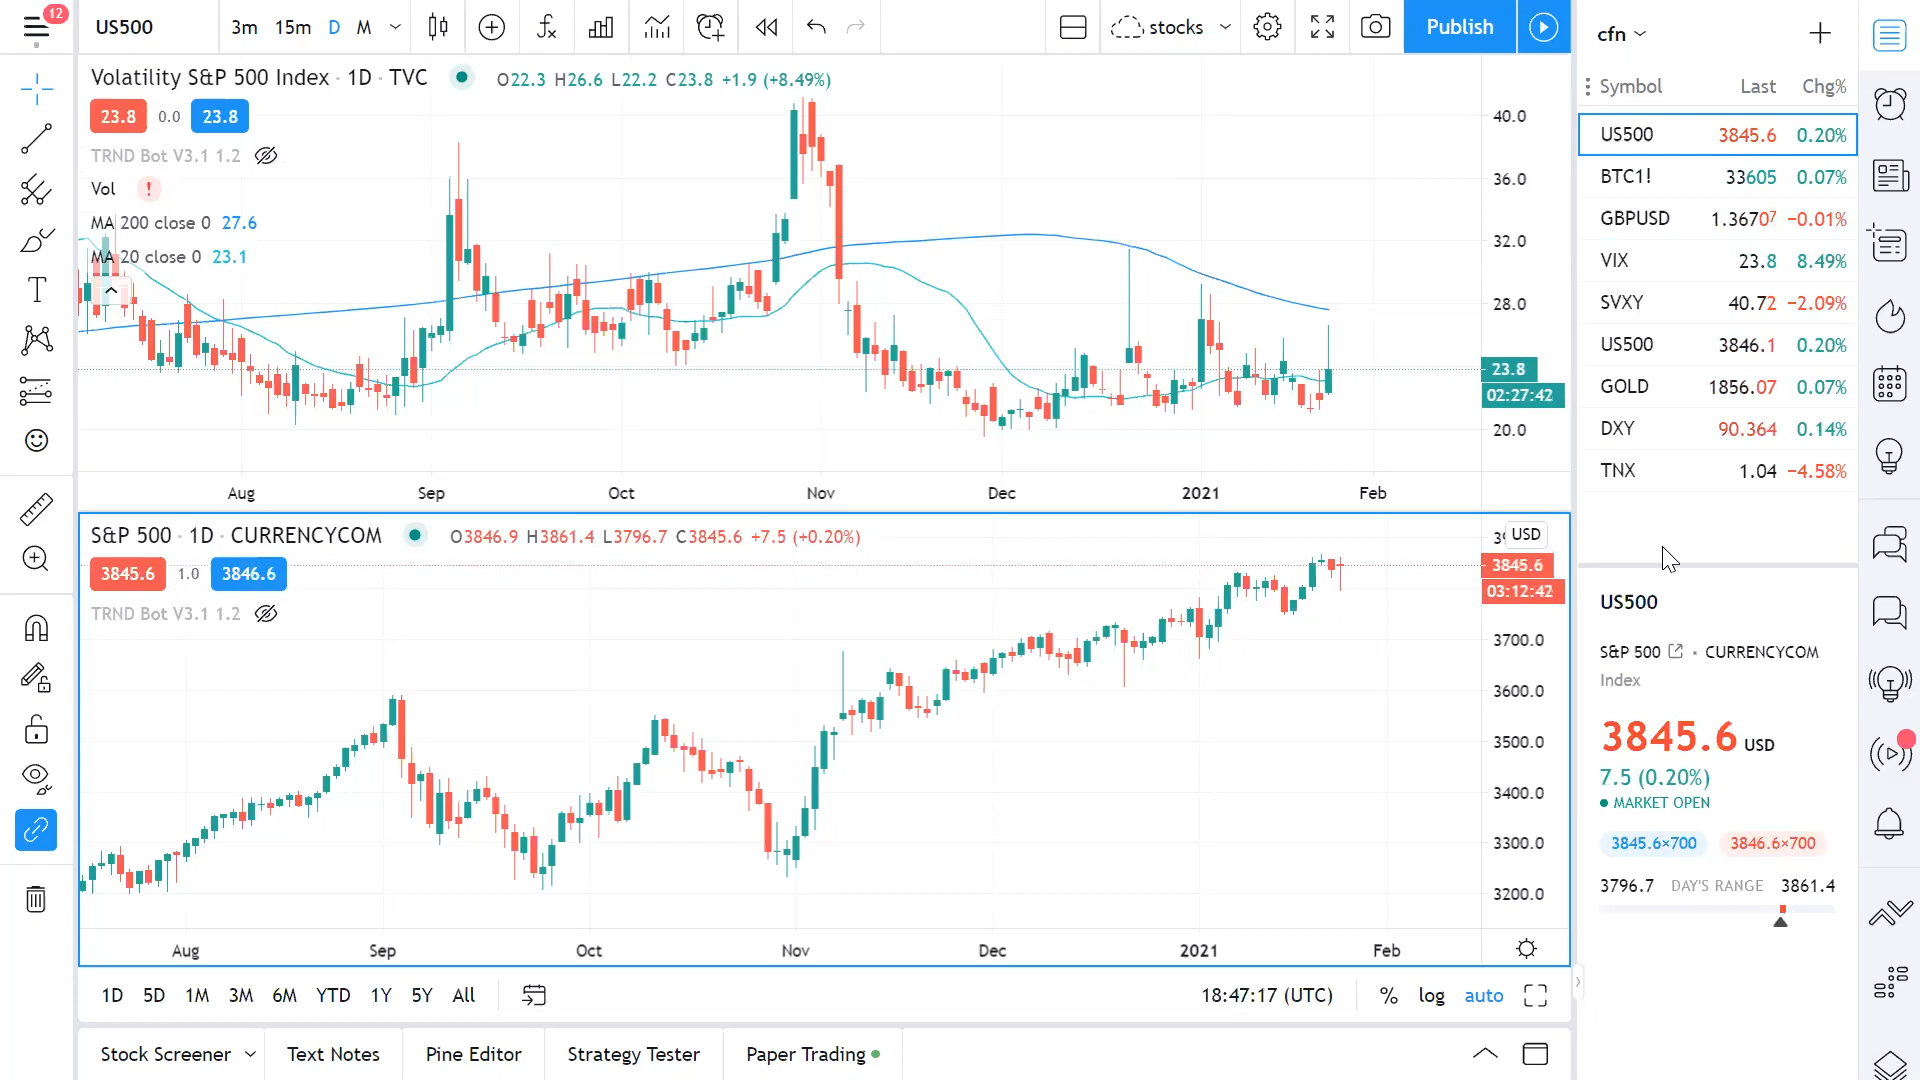 12
US500
3m 15m D M
stocks
Publish
Volatility S&P 500 Index · 1D · TVC O22.3 H26.6 L22.2 C23.8 +1.9 (+8.49%)
23.8 0.0 23.8
TRND Bot V3.1 1.2
Vol !
MA 200 close 0 27.6
MA 20 close 0 23.1
40.0
36.0
32.0
28.0
23.8
02:27:42
20.0
Aug Sep Oct Nov Dec 2021 Feb
S&P 500 · 1D · CURRENCYCOM O3846.9 H3861.4 L3796.7 C3845.6 +7.5 (+0.20%)
3845.6 1.0 3846.6
TRND Bot V3.1 1.2
USD
3845.6
03:12:42
3700.0
3600.0
3500.0
3400.0
3300.0
3200.0
Aug Sep Oct Nov Dec 2021 Feb
1D 5D 1M 3M 6M YTD 1Y 5Y All
18:47:17 (UTC) % log auto
Stock Screener Text Notes Pine Editor Strategy Tester Paper Trading
cfn
Symbol Last Chg%
US500 3845.6 0.20%
BTC1! 33605 0.07%
GBPUSD 1.36707 −0.01%
VIX 23.8 8.49%
SVXY 40.72 −2.09%
US500 3846.1 0.20%
GOLD 1856.07 0.07%
DXY 90.364 0.14%
TNX 1.04 −4.58%
US500
S&P 500 · CURRENCYCOM
Index
3845.6 USD
7.5 (0.20%)
MARKET OPEN
3845.6×700 3846.6×700
3796.7 DAY'S RANGE 3861.4